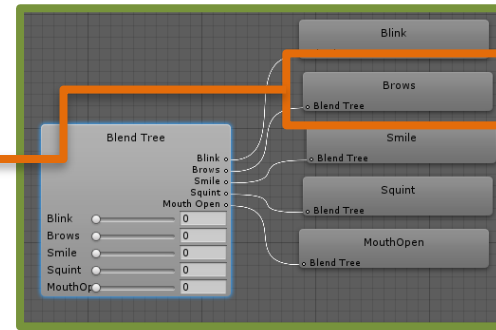 Blink
Brows
Blend Tree
Smile
Blend Tree
Squint
Blend Tree
MouthOpen
Blend Tree
Blend Tree
Blink
Brows
Smile
Squint
Mouth Open
Blink 0
Brows 0
Smile 0
Squint 0
MouthOp 0